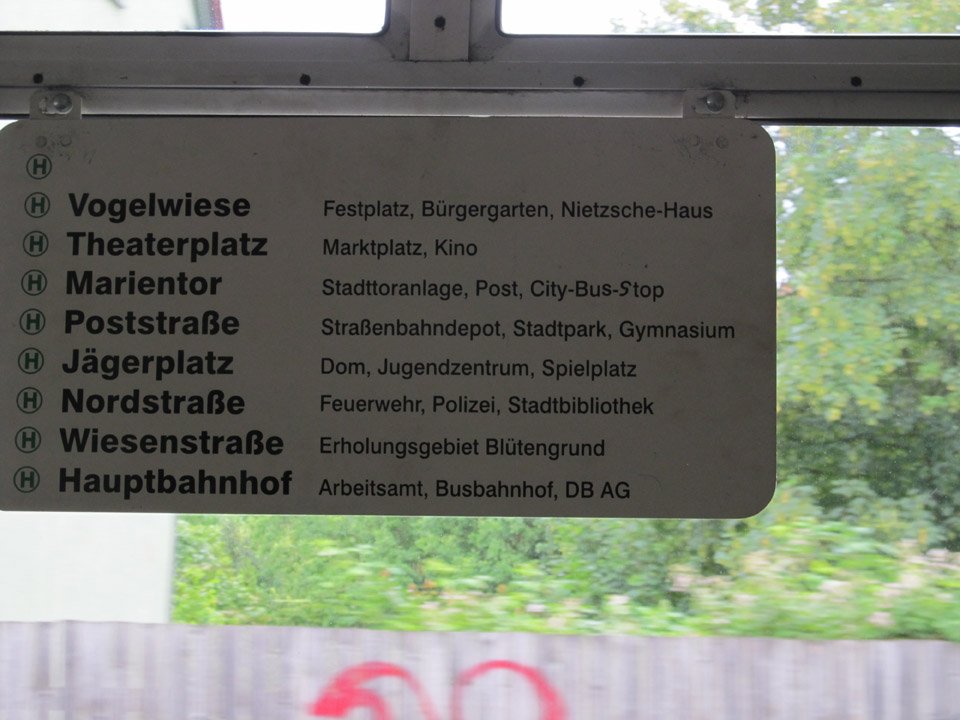 H
H Vogelwiese Festplatz, Bürgergarten, Nietzsche-Haus
H Theaterplatz Marktplatz, Kino
H Marientor Stadttoranlage, Post, City-Bus-Stop
H Poststraße Straßenbahndepot, Stadtpark, Gymnasium
H Jägerplatz Dom, Jugendzentrum, Spielplatz
H Nordstraße Feuerwehr, Polizei, Stadtbibliothek
H Wiesenstraße Erholungsgebiet Blütengrund
H Hauptbahnhof Arbeitsamt, Busbahnhof, DB AG